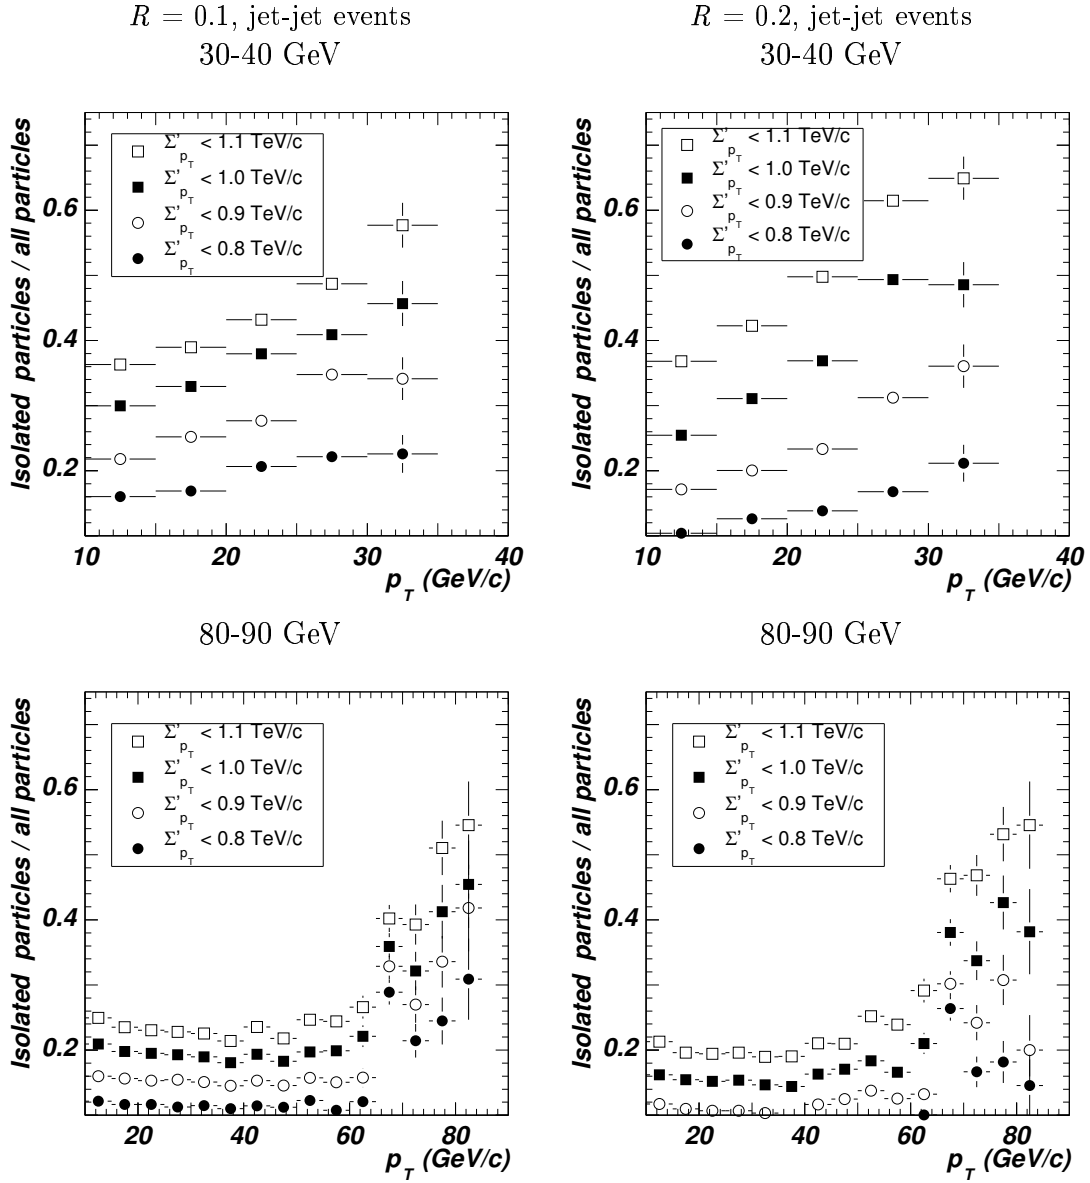 R = 0.1, jet-jet events
30-40 GeV
Isolated particles / all particles
0.6
0.4
0.2
Σ'pT < 1.1 TeV/c
Σ'pT < 1.0 TeV/c
Σ'pT < 0.9 TeV/c
Σ'pT < 0.8 TeV/c
10 20 30 40
pT (GeV/c)
R = 0.2, jet-jet events
30-40 GeV
Isolated particles / all particles
0.6
0.4
0.2
Σ'pT < 1.1 TeV/c
Σ'pT < 1.0 TeV/c
Σ'pT < 0.9 TeV/c
Σ'pT < 0.8 TeV/c
10 20 30 40
pT (GeV/c)
80-90 GeV
Isolated particles / all particles
0.6
0.4
0.2
Σ'pT < 1.1 TeV/c
Σ'pT < 1.0 TeV/c
Σ'pT < 0.9 TeV/c
Σ'pT < 0.8 TeV/c
20 40 60 80
pT (GeV/c)
80-90 GeV
Isolated particles / all particles
0.6
0.4
0.2
Σ'pT < 1.1 TeV/c
Σ'pT < 1.0 TeV/c
Σ'pT < 0.9 TeV/c
Σ'pT < 0.8 TeV/c
20 40 60 80
pT (GeV/c)